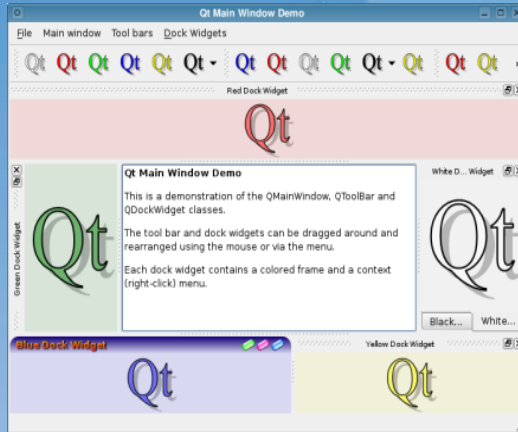 Qt Main Window Demo
File Main window Tool bars Dock Widgets
Qt Qt Qt Qt Qt Qt Qt Qt Qt Qt Qt Qt Qt Qt
Red Dock Widget
Qt
Green Dock Widget
Qt
Qt Main Window Demo
This is a demonstration of the QMainWindow, QToolBar and
QDockWidget classes.
The tool bar and dock widgets can be dragged around and
rearranged using the mouse or via the menu.
Each dock widget contains a colored frame and a context
(right-click) menu.
White D... Widget
Qt
Black... White...
Blue Dock Widget
Qt
Yellow Dock Widget
Qt